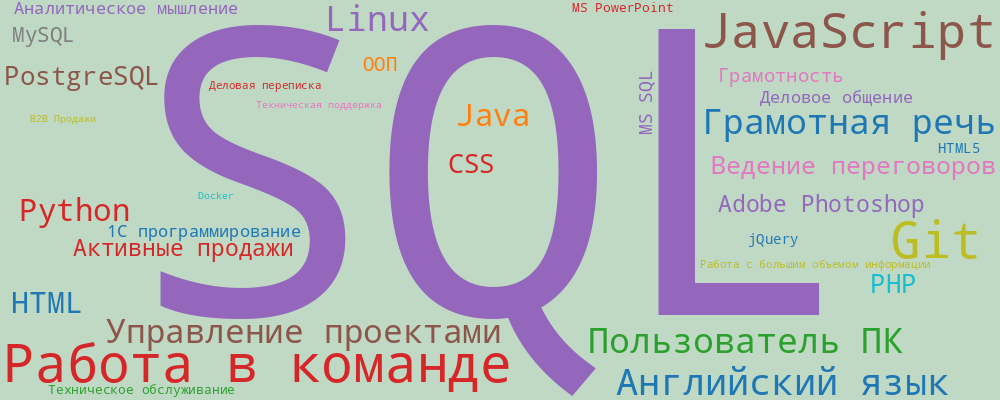 Аналитическое мышление
MySQL
PostgreSQL
B2B Продажи
Linux
MS PowerPoint
JavaScript
ООП
Деловая переписка
Техническая поддержка
SQL
Java
CSS
MS SQL
Грамотность
Деловое общение
Грамотная речь
HTML5
Ведение переговоров
Docker
Python
1С программирование
Активные продажи
Adobe Photoshop
jQuery
Git
Работа с большим объемом информации
PHP
HTML
Управление проектами
Работа в команде
Техническое обслуживание
Пользователь ПК
Английский язык